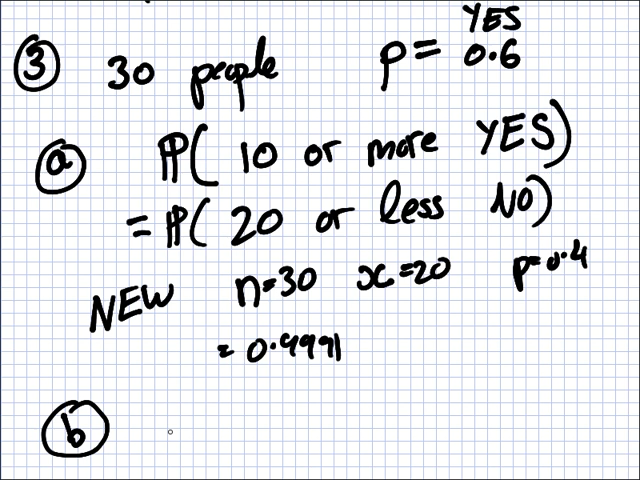 YES
③ 30 people p = 0.6
ⓐ ℙ( 10 or more YES)
= ℙ( 20 or less NO)
NEW n=30 x=20 p=0.4
= 0.9991
ⓑ